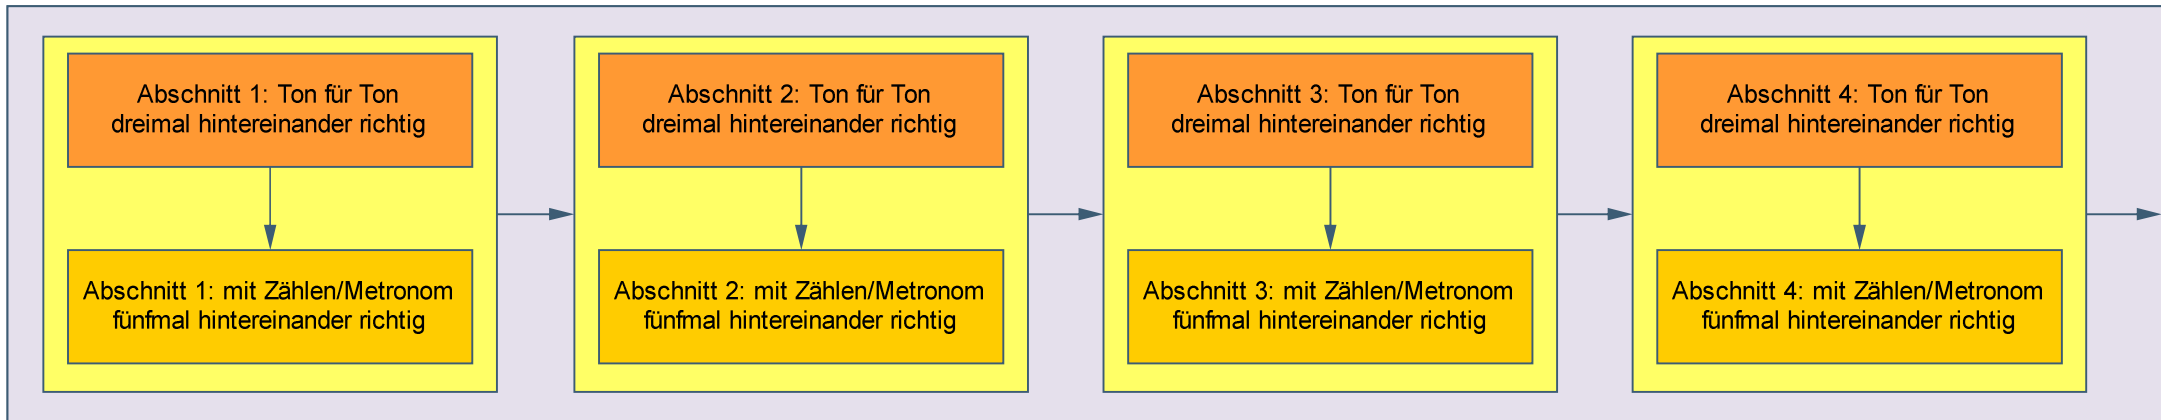 Abschnitt 1: Ton für Ton
dreimal hintereinander richtig
Abschnitt 1: mit Zählen/Metronom
fünfmal hintereinander richtig
Abschnitt 2: Ton für Ton
dreimal hintereinander richtig
Abschnitt 2: mit Zählen/Metronom
fünfmal hintereinander richtig
Abschnitt 3: Ton für Ton
dreimal hintereinander richtig
Abschnitt 3: mit Zählen/Metronom
fünfmal hintereinander richtig
Abschnitt 4: Ton für Ton
dreimal hintereinander richtig
Abschnitt 4: mit Zählen/Metronom
fünfmal hintereinander richtig